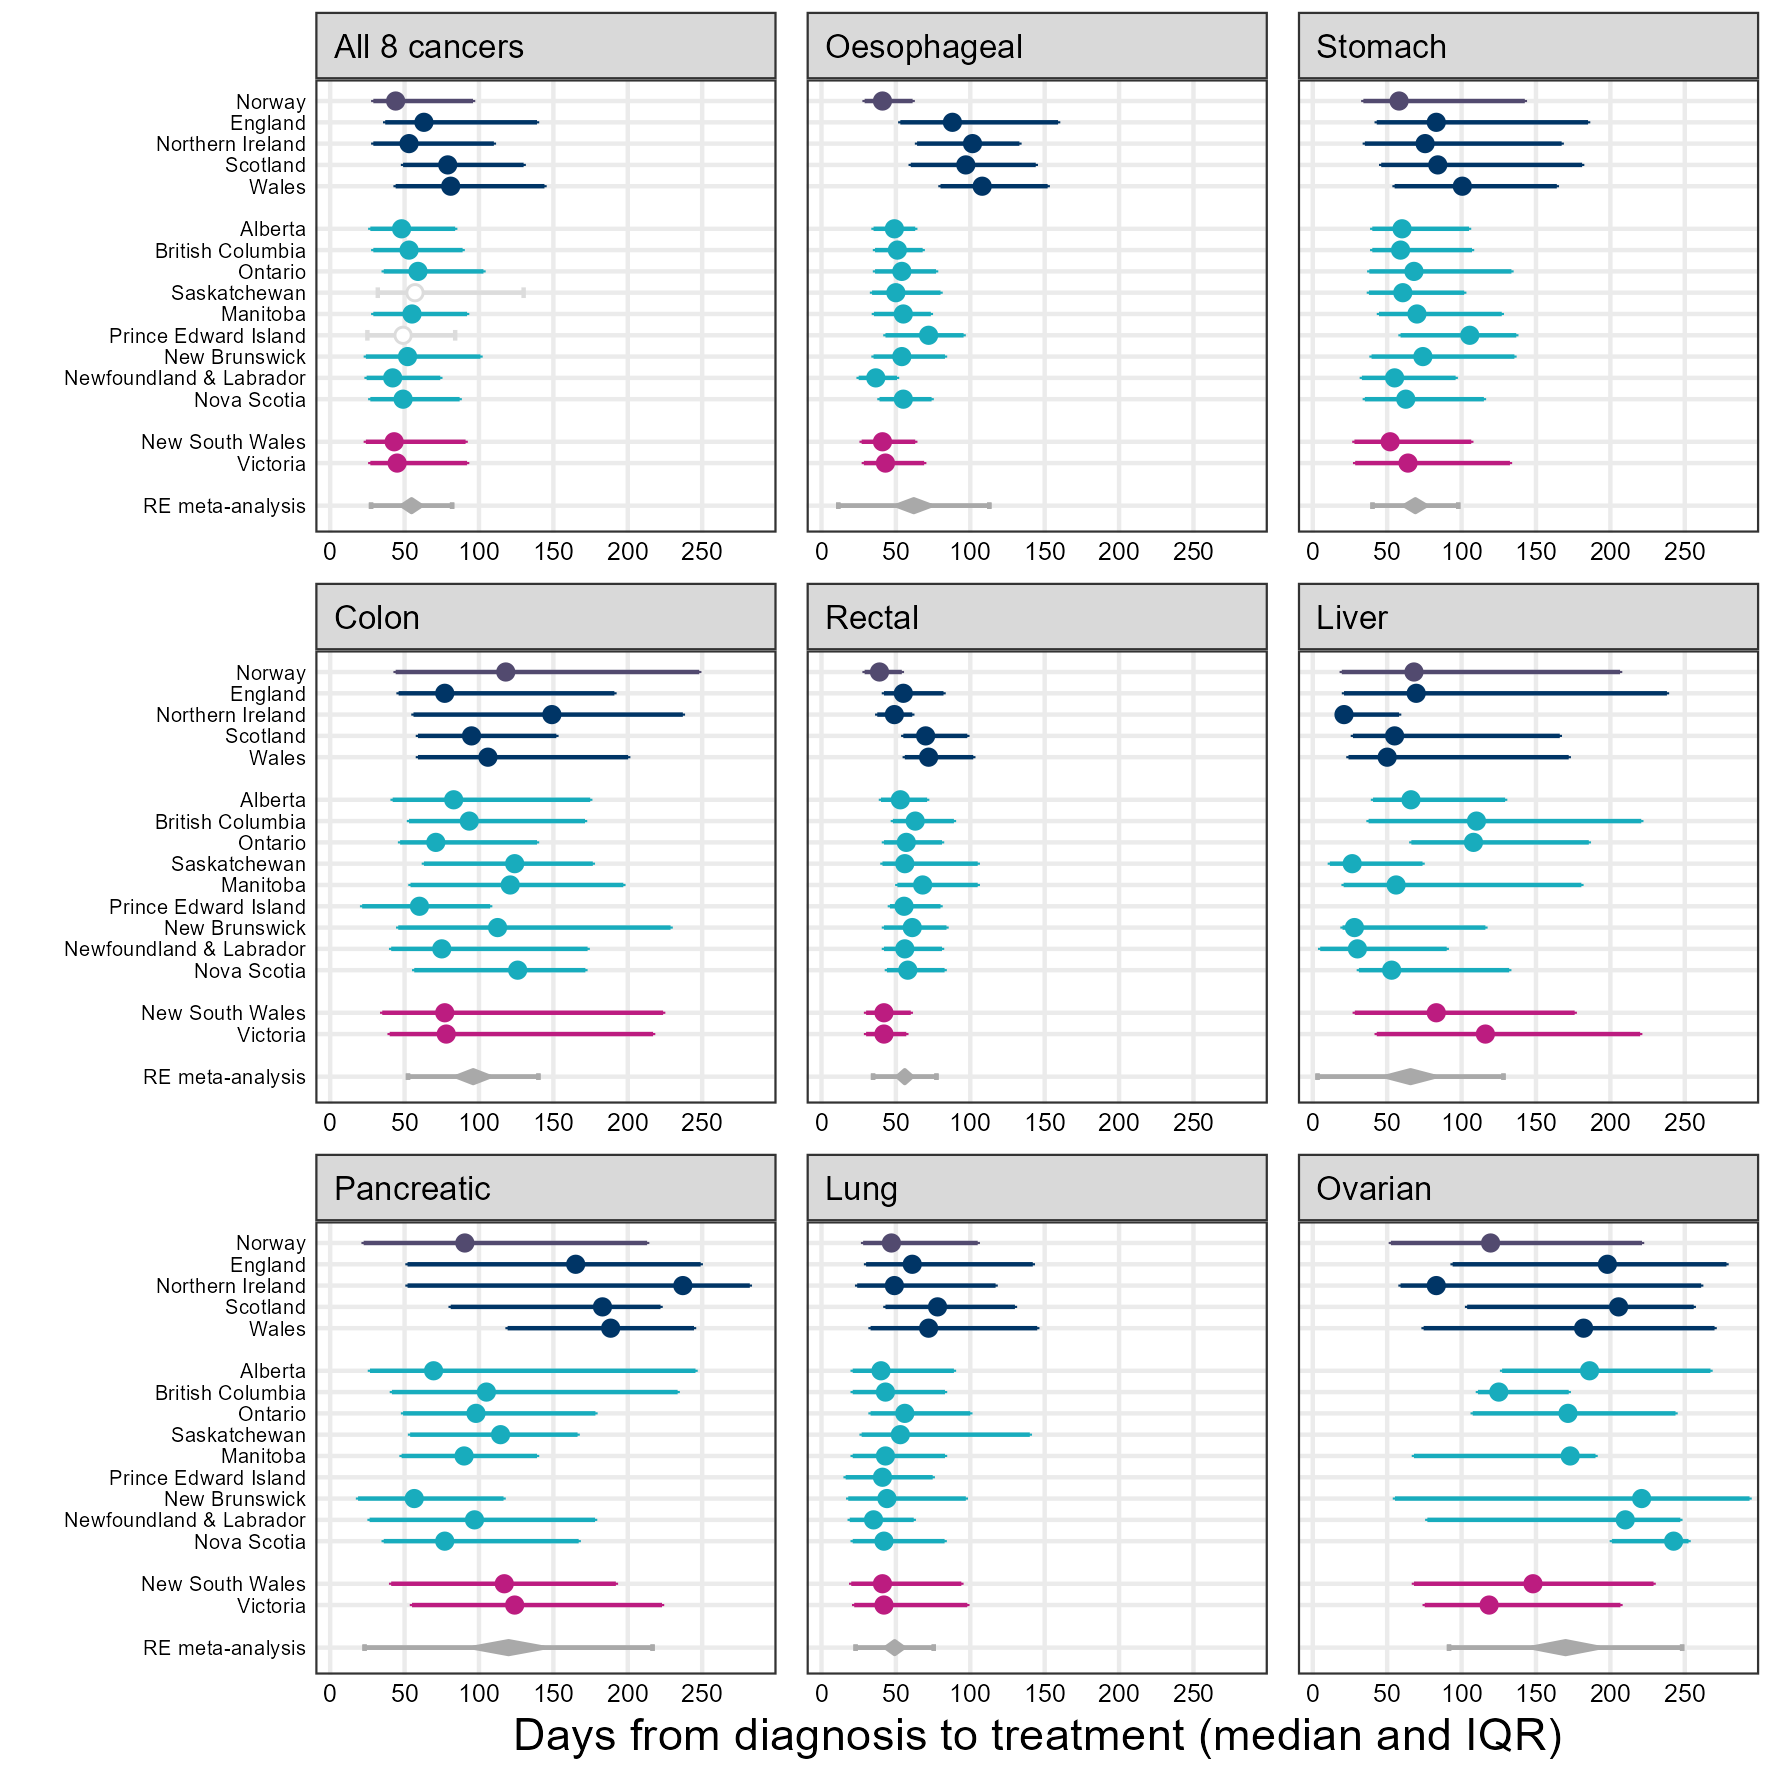 All 8 cancers Oesophageal Stomach
Norway
England
Northern Ireland
Scotland
Wales
Alberta
British Columbia
Ontario
Saskatchewan
Manitoba
Prince Edward Island
New Brunswick
Newfoundland & Labrador
Nova Scotia
New South Wales
Victoria
RE meta-analysis
0 50 100 150 200 250 0 50 100 150 200 250 0 50 100 150 200 250
Colon Rectal Liver
Norway
England
Northern Ireland
Scotland
Wales
Alberta
British Columbia
Ontario
Saskatchewan
Manitoba
Prince Edward Island
New Brunswick
Newfoundland & Labrador
Nova Scotia
New South Wales
Victoria
RE meta-analysis
0 50 100 150 200 250 0 50 100 150 200 250 0 50 100 150 200 250
Pancreatic Lung Ovarian
Norway
England
Northern Ireland
Scotland
Wales
Alberta
British Columbia
Ontario
Saskatchewan
Manitoba
Prince Edward Island
New Brunswick
Newfoundland & Labrador
Nova Scotia
New South Wales
Victoria
RE meta-analysis
0 50 100 150 200 250 0 50 100 150 200 250 0 50 100 150 200 250
Days from diagnosis to treatment (median and IQR)